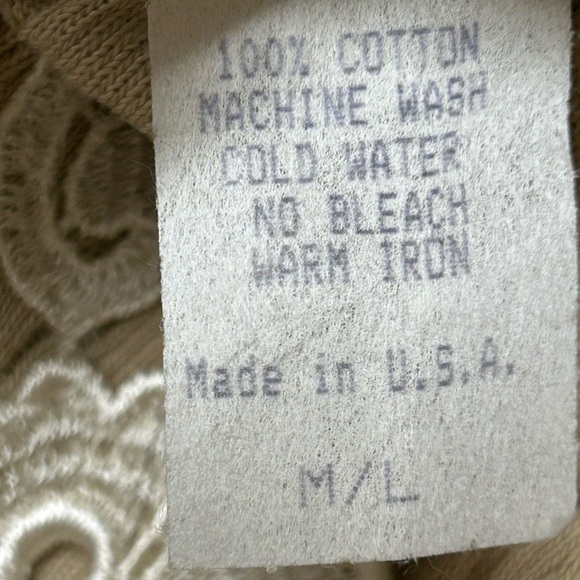 100% COTTON
MACHINE WASH
COLD WATER
NO BLEACH
WARM IRON
Made in U.S.A.
M/L